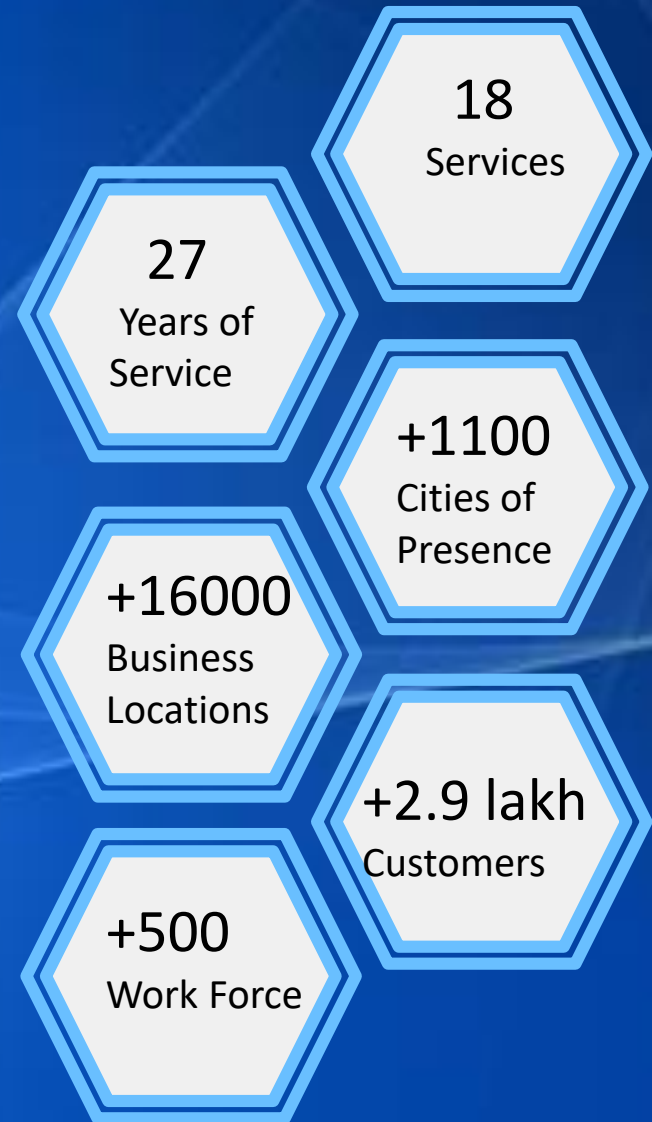 18
Services
27
Years of
Service
+1100
Cities of
Presence
+16000
Business
Locations
+2.9 lakh
Customers
+500
Work Force